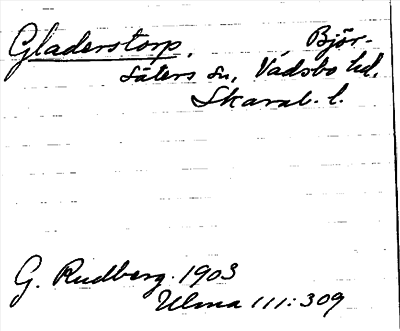 Gladerstorp. Björ-
säters sn, Vadsbo hd.
Skarab. l.
G. Rudberg. 1903
Ulma 111:309